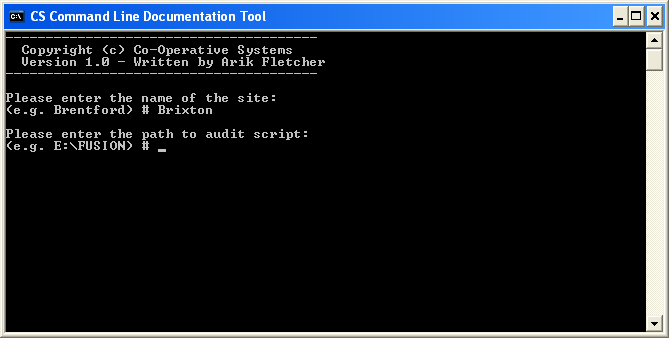 CS Command Line Documentation Tool
----------------------------------------
Copyright (c) Co-Operative Systems
Version 1.0 - Written by Arik Fletcher
----------------------------------------
Please enter the name of the site:
(e.g. Brentford) # Brixton
Please enter the path to audit script:
(e.g. E:\FUSION) # _